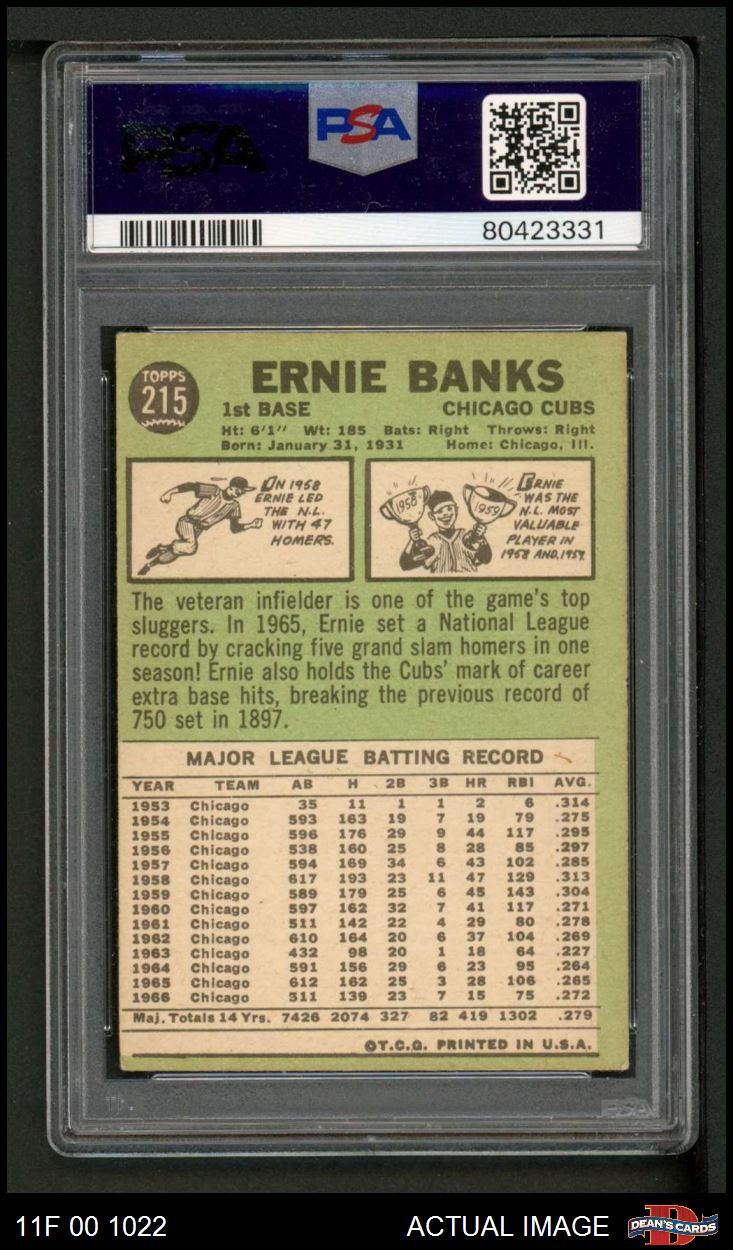 PSA
PSA
80423331
TOPPS
215
ERNIE BANKS
1st BASE CHICAGO CUBS
Ht: 6'1" Wt: 185 Bats: Right Throws: Right
Born: January 31, 1931 Home: Chicago, Ill.
ON 1958
ERNIE LED
THE N.L.
WITH 47
HOMERS.
1958
1959
ERNIE
WAS THE
N.L. MOST
VALUABLE
PLAYER IN
1958 AND, 1959.
The veteran infielder is one of the game's top
sluggers. In 1965, Ernie set a National League
record by cracking five grand slam homers in one
season! Ernie also holds the Cubs' mark of career
extra base hits, breaking the previous record of
750 set in 1897.
MAJOR LEAGUE BATTING RECORD
YEAR TEAM AB H 2B 3B HR RBI AVG.
1953 Chicago 35 11 1 1 2 6 .314
1954 Chicago 593 163 19 7 19 79 .275
1955 Chicago 596 176 29 9 44 117 .295
1956 Chicago 538 160 25 8 28 85 .297
1957 Chicago 594 169 34 6 43 102 .285
1958 Chicago 617 193 23 11 47 129 .313
1959 Chicago 589 179 25 6 45 143 .304
1960 Chicago 597 162 32 7 41 117 .271
1961 Chicago 511 142 22 4 29 80 .278
1962 Chicago 610 164 20 6 37 104 .269
1963 Chicago 432 98 20 1 18 64 .227
1964 Chicago 591 156 29 6 23 95 .264
1965 Chicago 612 162 25 3 28 106 .265
1966 Chicago 511 139 23 7 15 75 .272
Maj. Totals 14 Yrs. 7426 2074 327 82 419 1302 .279
©T.C.G. PRINTED IN U.S.A.
PSA
11F 00 1022 ACTUAL IMAGE DEAN'S CARDS